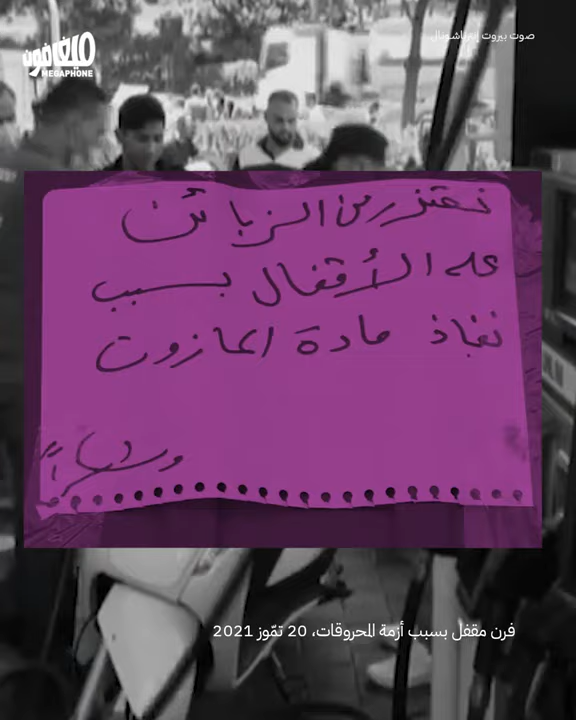 ميغافون
MEGAPHONE
صوت بيروت إنترناشونال
نعتذر من الزبائن
على الأقفال بسبب
نفاذ مادة المازوت
وشكراً
فرن مقفل بسبب أزمة المحروقات، 20 تمّوز 2021